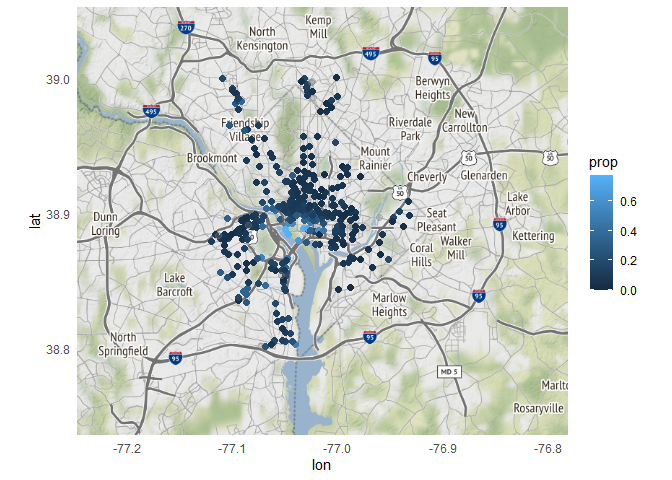 270
North
Kensington
Kemp
Mill
495
95
39.0
Berwyn
Heights
495
New
Carrollton
Friendship
Village
Riverdale
Park
Brookmont
Mount
Rainier
50
50
Glenarden
Cheverly
50
prop
0.6
0.4
0.2
0.0
Lake
Arbor
Dunn
Loring
Seat
Pleasant
38.9
lat
95
Kettering
Walker
Mill
Coral
Hills
Lake
Barcroft
Marlow
Heights
95
North
Springfield
95
95
38.8
MD 5
Rosaryville
-77.2
-77.1
-77.0
-76.9
-76.8
lon